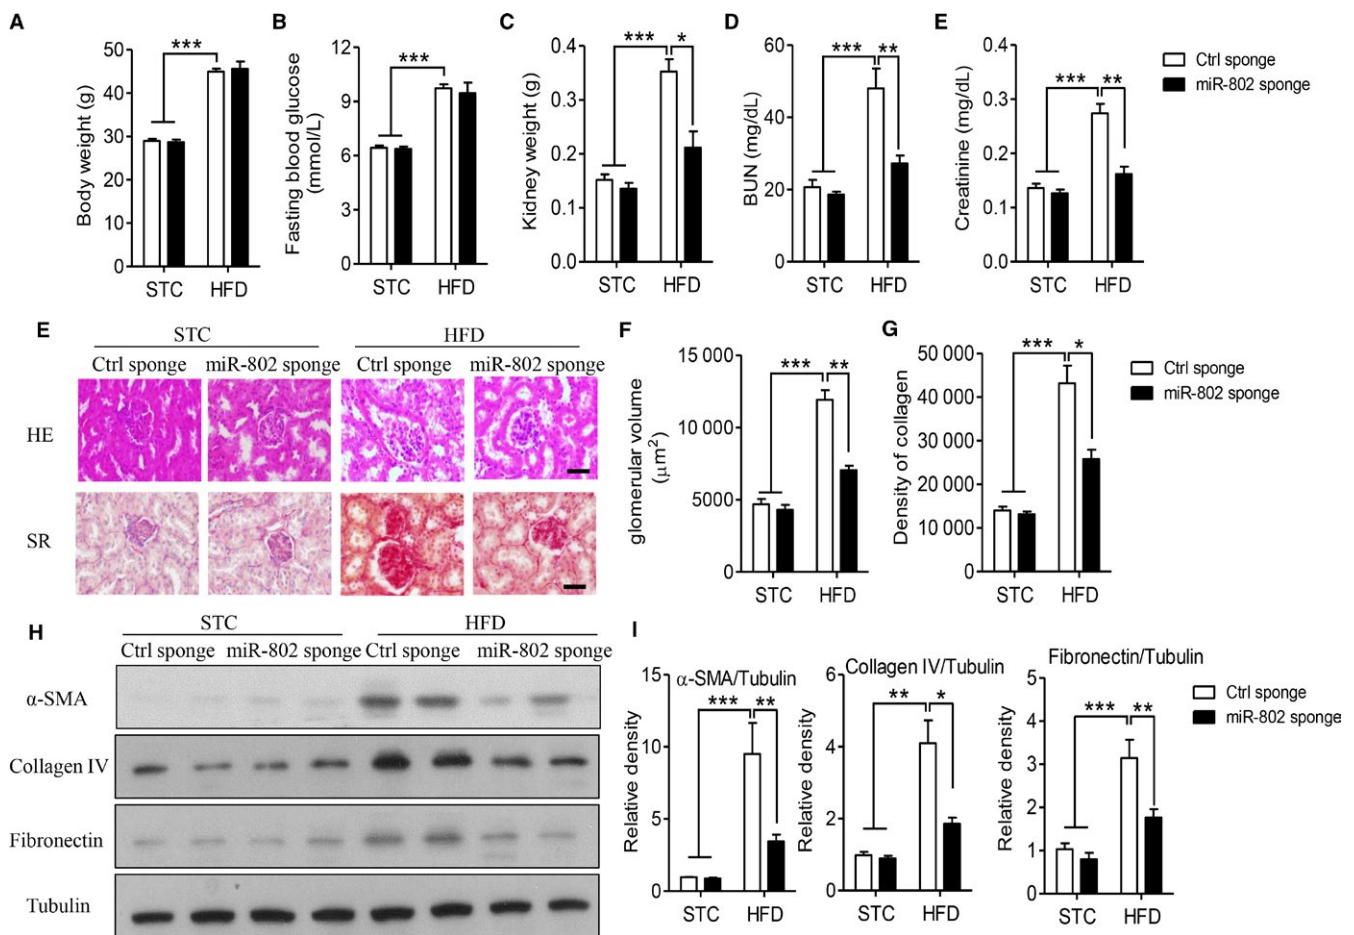 A
Body weight (g)
50
40
30
20
10
0
***
STC HFD
B
Fasting blood glucose
(mmol/L)
12
9
6
3
0
***
STC HFD
C
Kidney weight (g)
0.4
0.3
0.2
0.1
0.0
*** *
STC HFD
D
BUN (mg/dL)
60
40
20
0
*** **
STC HFD
E
Creatinine (mg/dL)
0.4
0.3
0.2
0.1
0.0
*** **
STC HFD
Ctrl sponge
miR-802 sponge
E
STC HFD
Ctrl sponge miR-802 sponge Ctrl sponge miR-802 sponge
HE
SR
F
glomerular volume
(μm2)
15 000
10 000
5000
0
*** **
STC HFD
G
Density of collagen
50 000
40 000
30 000
20 000
10 000
0
*** *
STC HFD
Ctrl sponge
miR-802 sponge
H
STC HFD
Ctrl sponge miR-802 sponge Ctrl sponge miR-802 sponge
α-SMA
Collagen IV
Fibronectin
Tubulin
I
α-SMA/Tubulin
Relative density
15
10
5
0
*** **
STC HFD
Collagen IV/Tubulin
Relative density
6
4
2
0
** *
STC HFD
Fibronectin/Tubulin
Relative density
5
4
3
2
1
0
*** **
STC HFD
Ctrl sponge
miR-802 sponge